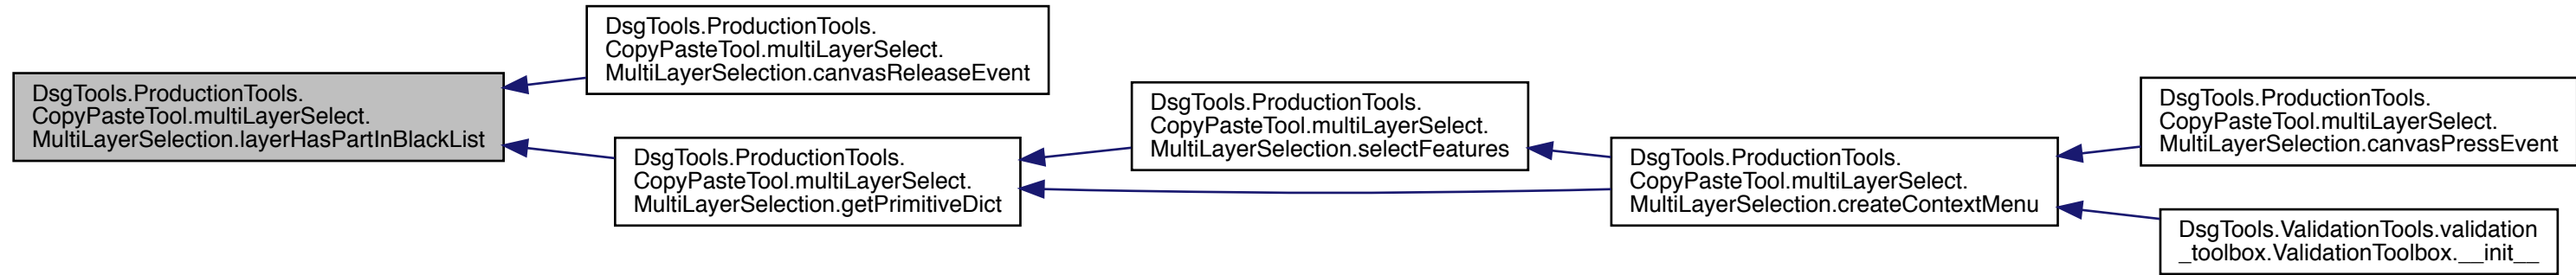 DsgTools.ProductionTools.
CopyPasteTool.multiLayerSelect.
MultiLayerSelection.layerHasPartInBlackList
DsgTools.ProductionTools.
CopyPasteTool.multiLayerSelect.
MultiLayerSelection.canvasReleaseEvent
DsgTools.ProductionTools.
CopyPasteTool.multiLayerSelect.
MultiLayerSelection.getPrimitiveDict
DsgTools.ProductionTools.
CopyPasteTool.multiLayerSelect.
MultiLayerSelection.selectFeatures
DsgTools.ProductionTools.
CopyPasteTool.multiLayerSelect.
MultiLayerSelection.createContextMenu
DsgTools.ProductionTools.
CopyPasteTool.multiLayerSelect.
MultiLayerSelection.canvasPressEvent
DsgTools.ValidationTools.validation
_toolbox.ValidationToolbox.__init__